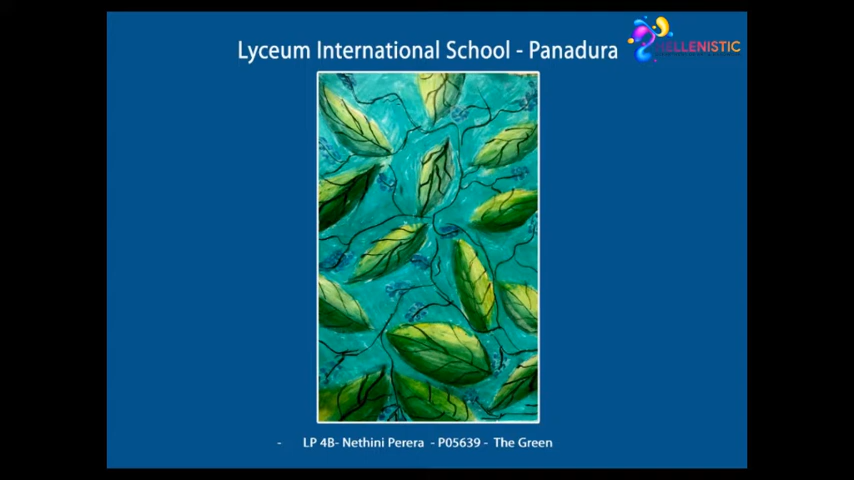 Lyceum International School - Panadura
HELLENISTIC
- LP 4B- Nethini Perera - P05639 - The Green